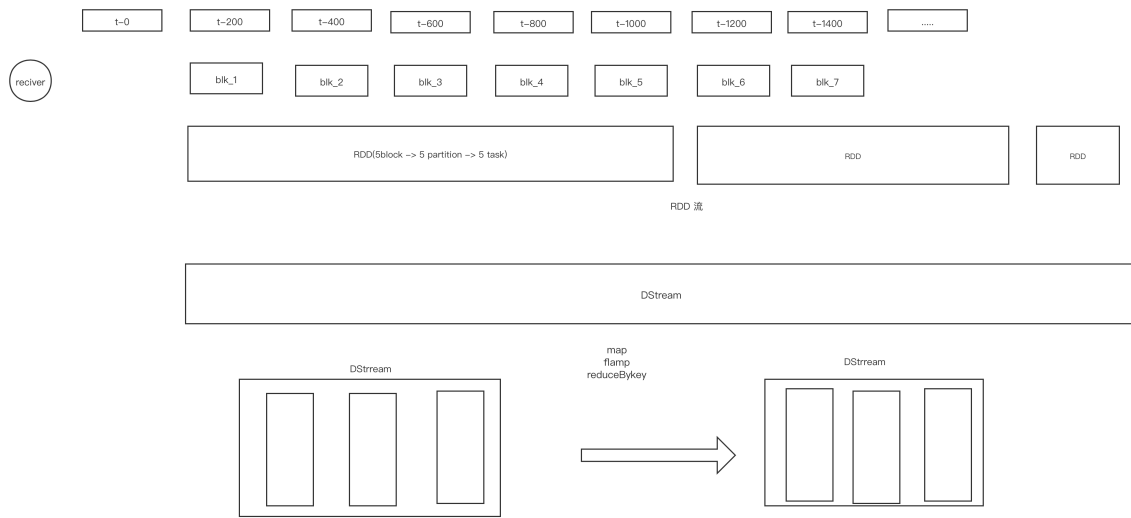 t-0
t-200
t-400
t-600
t-800
t-1000
t-1200
t-1400
.....
reciver
blk_1
blk_2
blk_3
blk_4
blk_5
blk_6
blk_7
RDD(5block -> 5 partition -> 5 task)
RDD
RDD
RDD 流
DStream
map
flamp
reduceBykey
DStrream
DStrream